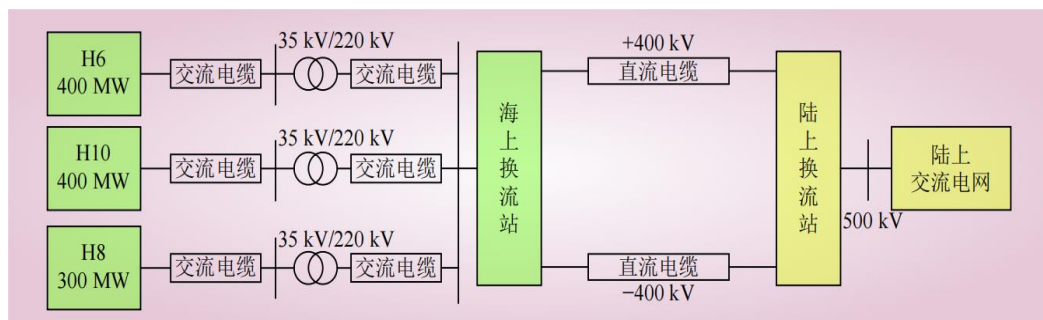 H6
400 MW
交流电缆
35 kV/220 kV
交流电缆
H10
400 MW
交流电缆
35 kV/220 kV
交流电缆
H8
300 MW
交流电缆
35 kV/220 kV
交流电缆
海上换流站
+400 kV
直流电缆
直流电缆
−400 kV
陆上换流站
500 kV
陆上
交流电网